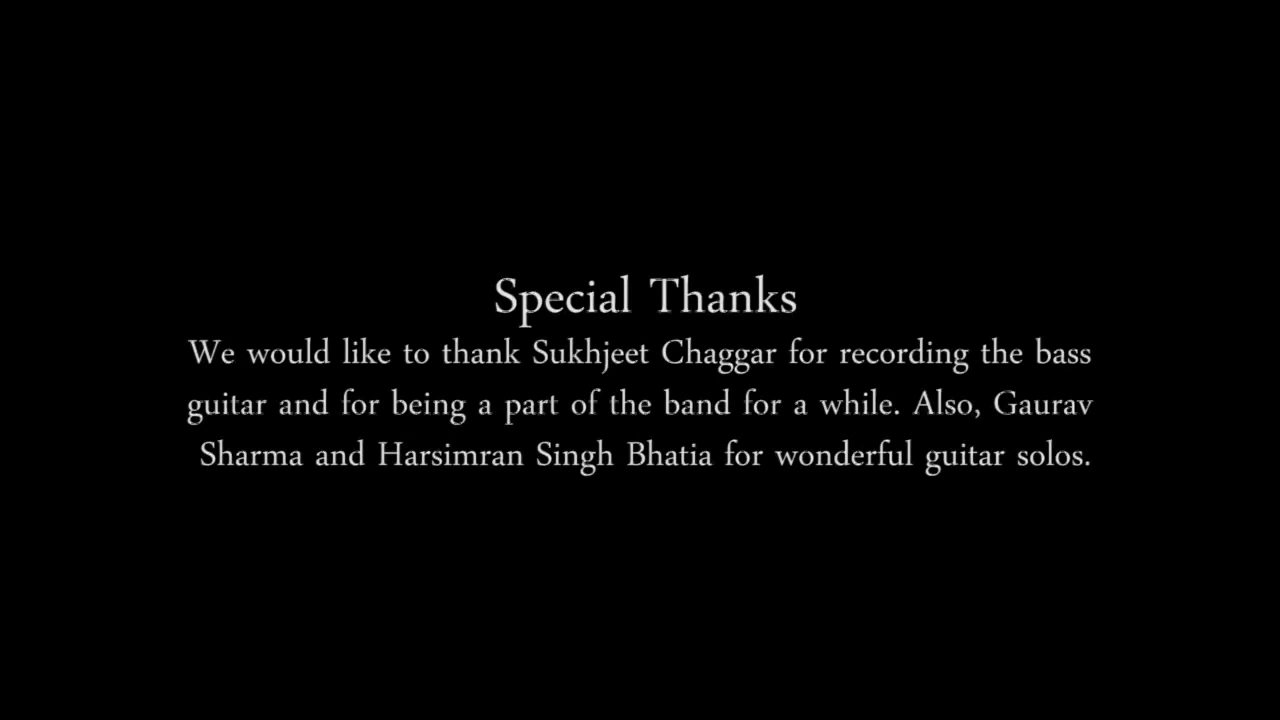 Special Thanks
We would like to thank Sukhjeet Chaggar for recording the bass
guitar and for being a part of the band for a while. Also, Gaurav
Sharma and Harsimran Singh Bhatia for wonderful guitar solos.